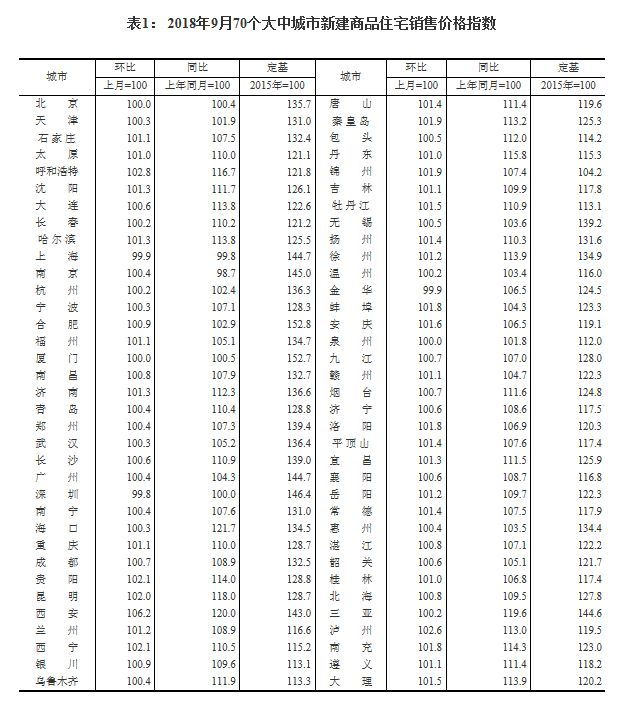 表1： 2018年9月70个大中城市新建商品住宅销售价格指数
城市 环比 同比 定基 城市 环比 同比 定基
上月=100 上年同月=100 2015年=100 上月=100 上年同月=100 2015年=100
北京 100.0 100.4 135.7 唐山 101.4 111.4 119.6
天津 100.3 101.9 131.0 秦皇岛 101.9 113.2 125.3
石家庄 101.1 107.5 132.4 包头 100.5 112.0 114.2
太原 101.0 110.0 121.1 丹东 101.0 115.8 115.3
呼和浩特 102.8 116.7 121.8 锦州 101.9 107.4 104.2
沈阳 101.3 111.7 126.1 吉林 101.1 109.9 117.8
大连 100.6 113.8 122.6 牡丹江 101.5 110.9 113.1
长春 100.2 110.2 121.2 无锡 100.5 103.6 139.2
哈尔滨 101.3 113.8 125.5 扬州 101.4 110.3 131.6
上海 99.9 99.8 144.7 徐州 101.2 113.9 134.9
南京 100.4 98.7 145.0 温州 100.2 103.4 116.0
杭州 100.2 102.4 136.3 金华 99.9 106.5 124.5
宁波 100.3 107.1 128.3 蚌埠 101.8 104.3 123.3
合肥 100.9 102.9 152.8 安庆 101.6 106.5 119.1
福州 101.1 105.1 134.7 泉州 100.0 101.8 112.0
厦门 100.0 100.5 152.7 九江 100.7 107.0 128.0
南昌 100.8 107.9 132.7 赣州 101.1 104.7 122.3
济南 101.3 112.3 136.6 烟台 100.7 111.6 124.8
青岛 100.4 110.4 128.8 济宁 100.6 108.6 117.5
郑州 100.4 107.3 139.4 洛阳 101.8 106.9 120.3
武汉 100.3 105.2 136.4 平顶山 101.4 107.6 117.4
长沙 100.6 110.9 139.0 宜昌 101.3 111.5 125.9
广州 100.4 104.3 144.7 襄阳 100.6 108.7 116.8
深圳 99.8 100.0 146.4 岳阳 101.2 109.7 122.3
南宁 100.4 107.6 131.0 常德 101.4 107.5 117.9
海口 100.3 121.7 134.5 惠州 100.4 103.5 134.4
重庆 101.1 110.0 128.7 湛江 100.8 107.1 122.2
成都 100.7 108.9 132.5 韶关 100.6 105.1 121.7
贵阳 102.1 114.0 128.8 桂林 101.0 106.8 117.4
昆明 102.0 118.0 128.7 北海 100.8 109.5 127.8
西安 106.2 120.0 143.0 三亚 100.2 119.6 144.6
兰州 101.2 108.9 116.6 泸州 102.6 113.0 119.5
西宁 102.1 110.5 115.2 南充 101.8 114.3 123.0
银川 100.9 109.6 113.1 遵义 101.1 111.4 118.2
乌鲁木齐 100.4 111.9 113.3 大理 101.5 113.9 120.2